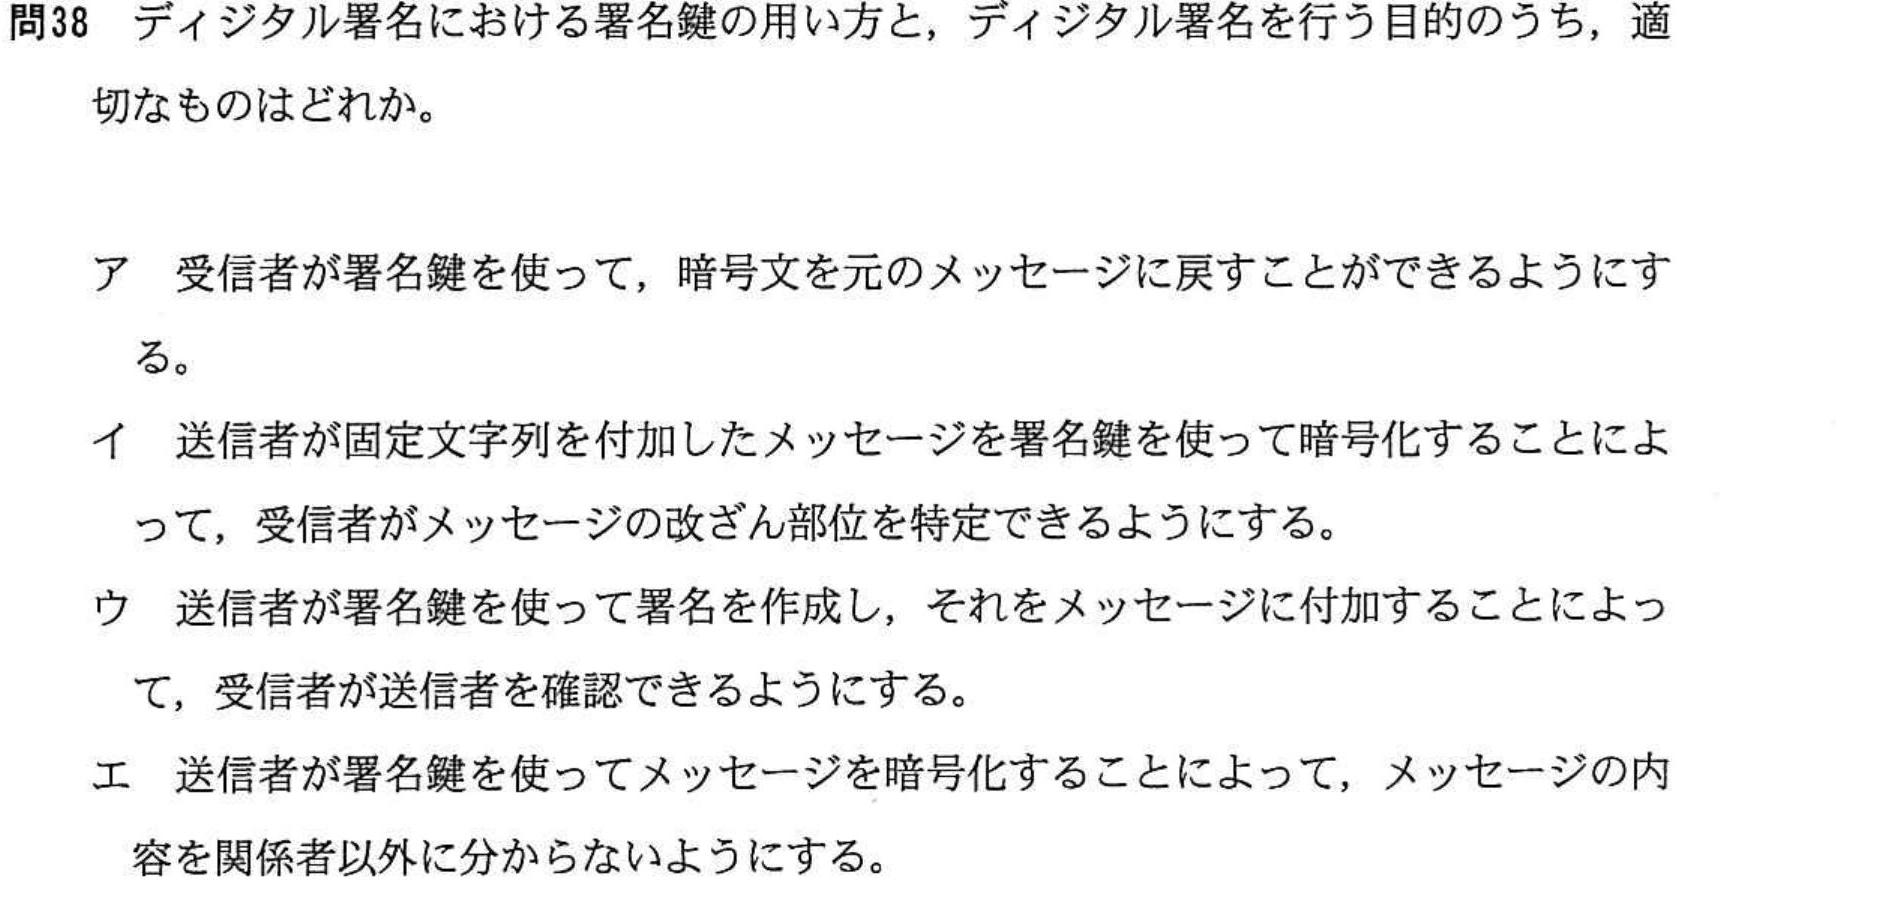 問38　ディジタル署名における署名鍵の用い方と，ディジタル署名を行う目的のうち，適
切なものはどれか。
ア　受信者が署名鍵を使って，暗号文を元のメッセージに戻すことができるようにす
る。
イ　送信者が固定文字列を付加したメッセージを署名鍵を使って暗号化することによ
って，受信者がメッセージの改ざん部位を特定できるようにする。
ウ　送信者が署名鍵を使って署名を作成し，それをメッセージに付加することによっ
て，受信者が送信者を確認できるようにする。
エ　送信者が署名鍵を使ってメッセージを暗号化することによって，メッセージの内
容を関係者以外に分からないようにする。